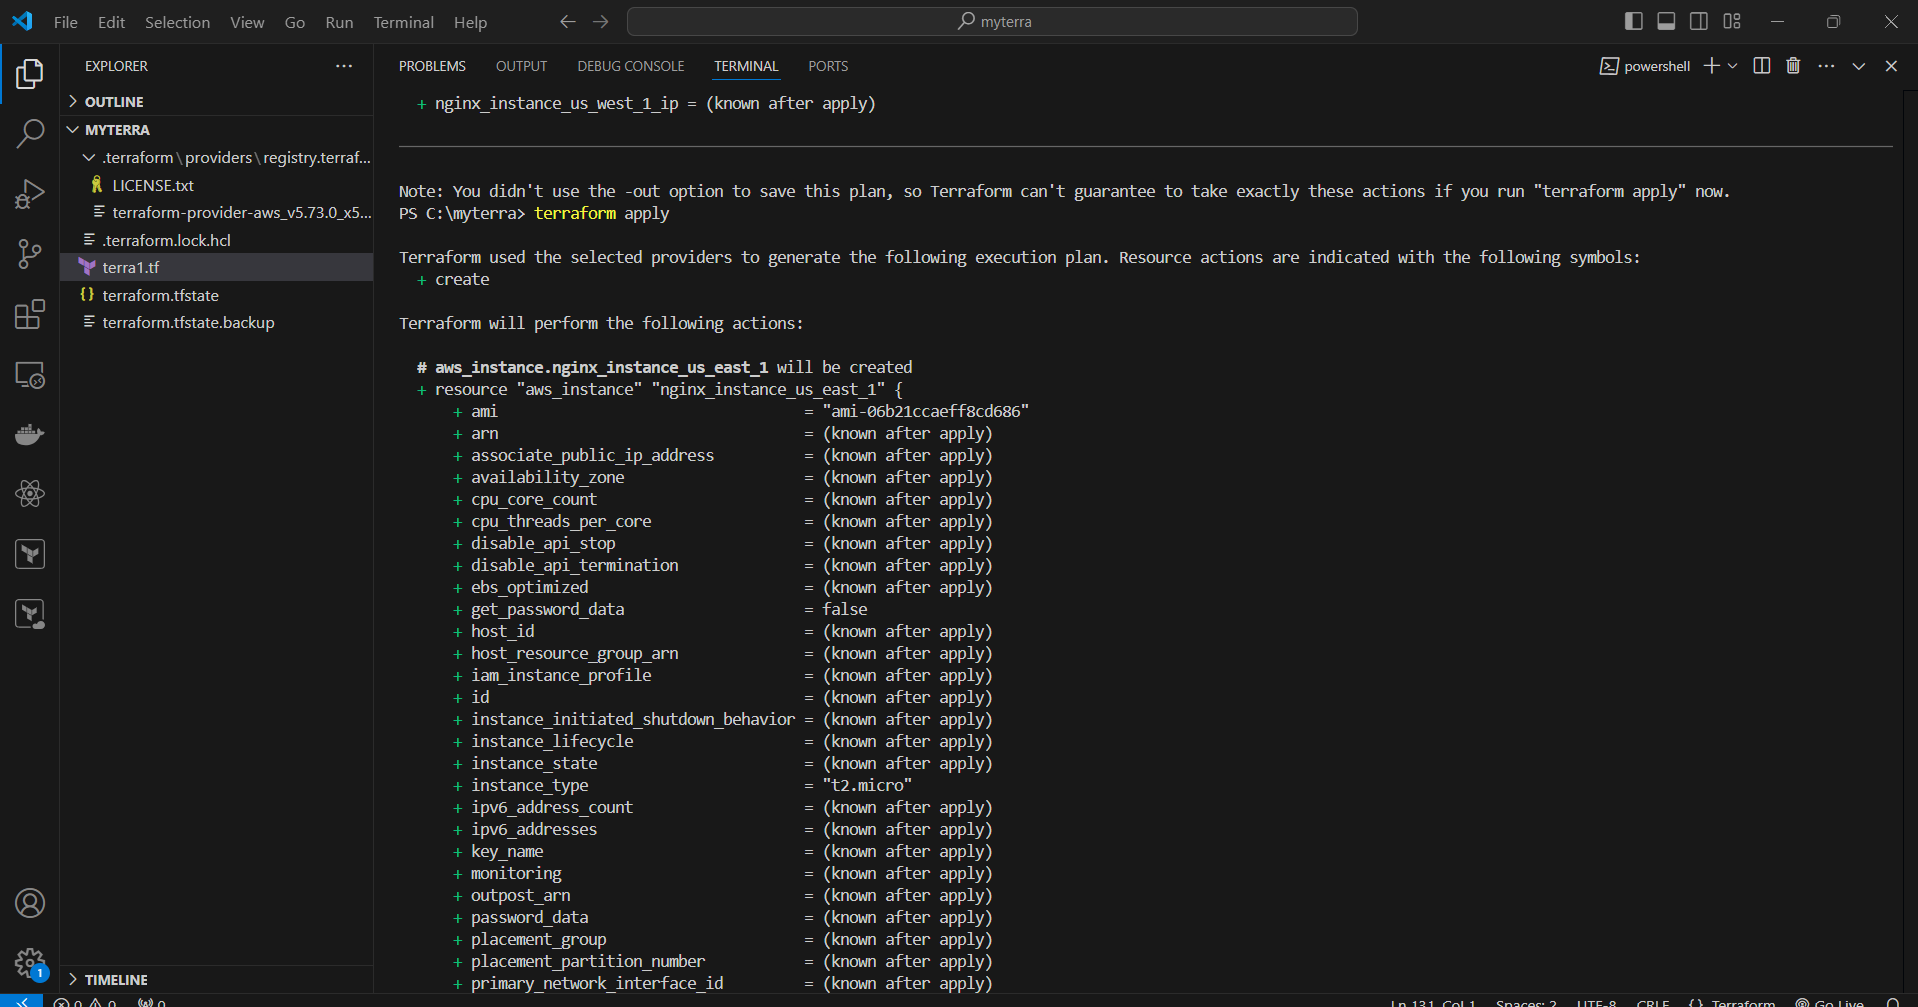 File Edit Selection View Go Run Terminal Help
myterra
EXPLORER
OUTLINE
MYTERRA
.terraform\providers\registry.terraf...
LICENSE.txt
terraform-provider-aws_v5.73.0_x5...
.terraform.lock.hcl
terra1.tf
{} terraform.tfstate
terraform.tfstate.backup
TIMELINE
1
PROBLEMS OUTPUT DEBUG CONSOLE TERMINAL PORTS
powershell
+ nginx_instance_us_west_1_ip = (known after apply)
Note: You didn't use the -out option to save this plan, so Terraform can't guarantee to take exactly these actions if you run "terraform apply" now.
PS C:\myterra> terraform apply
Terraform used the selected providers to generate the following execution plan. Resource actions are indicated with the following symbols:
+ create
Terraform will perform the following actions:
# aws_instance.nginx_instance_us_east_1 will be created
+ resource "aws_instance" "nginx_instance_us_east_1" {
+ ami = "ami-06b21ccaeff8cd686"
+ arn = (known after apply)
+ associate_public_ip_address = (known after apply)
+ availability_zone = (known after apply)
+ cpu_core_count = (known after apply)
+ cpu_threads_per_core = (known after apply)
+ disable_api_stop = (known after apply)
+ disable_api_termination = (known after apply)
+ ebs_optimized = (known after apply)
+ get_password_data = false
+ host_id = (known after apply)
+ host_resource_group_arn = (known after apply)
+ iam_instance_profile = (known after apply)
+ id = (known after apply)
+ instance_initiated_shutdown_behavior = (known after apply)
+ instance_lifecycle = (known after apply)
+ instance_state = (known after apply)
+ instance_type = "t2.micro"
+ ipv6_address_count = (known after apply)
+ ipv6_addresses = (known after apply)
+ key_name = (known after apply)
+ monitoring = (known after apply)
+ outpost_arn = (known after apply)
+ password_data = (known after apply)
+ placement_group = (known after apply)
+ placement_partition_number = (known after apply)
+ primary_network_interface_id = (known after apply)
0 0 0 Ln 131, Col 1 Spaces: 2 UTF-8 CRLF {} Terraform Go Live